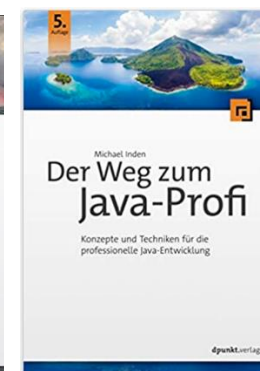 5.
Auflage
Michael Inden
Der Weg zum
Java-Profi
Konzepte und Techniken für die
professionelle Java-Entwicklung
dpunkt.verlag